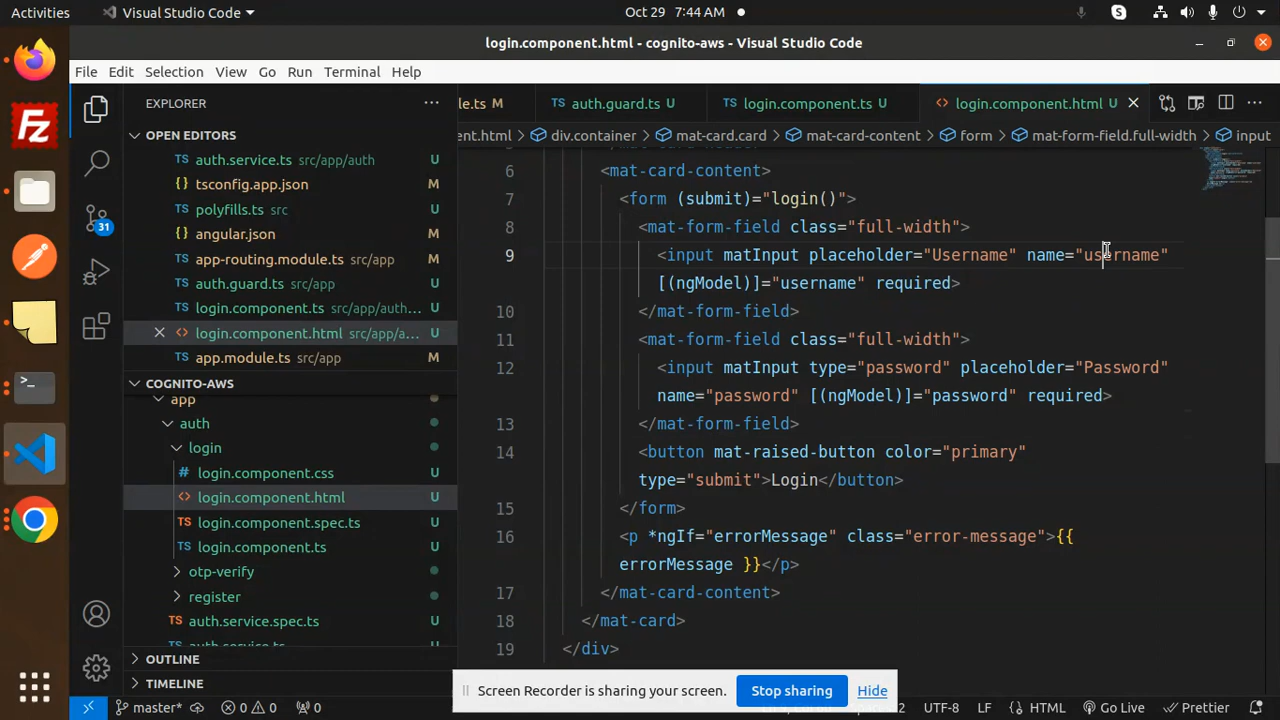 Activities
Visual Studio Code
Oct 29 7:44 AM
login.component.html - cognito-aws - Visual Studio Code
File Edit Selection View Go Run Terminal Help
EXPLORER
le.ts M
auth.guard.ts U
login.component.ts U
login.component.html U
OPEN EDITORS
ent.html > div.container > mat-card.card > mat-card-content > form > mat-form-field.full-width > input
auth.service.ts src/app/auth U
tsconfig.app.json M
polyfills.ts src U
angular.json M
app-routing.module.ts src/app M
auth.guard.ts src/app U
login.component.ts src/app/auth... U
login.component.html src/app/a... U
app.module.ts src/app M
COGNITO-AWS
app
auth
login
login.component.css U
login.component.html U
login.component.spec.ts U
login.component.ts U
otp-verify
register
auth.service.spec.ts U
OUTLINE
TIMELINE
31
6 <mat-card-content>
7 <form (submit)="login()">
8 <mat-form-field class="full-width">
9 <input matInput placeholder="Username" name="username"
[(ngModel)]="username" required>
10 </mat-form-field>
11 <mat-form-field class="full-width">
12 <input matInput type="password" placeholder="Password"
name="password" [(ngModel)]="password" required>
13 </mat-form-field>
14 <button mat-raised-button color="primary"
type="submit">Login</button>
15 </form>
16 <p *ngIf="errorMessage" class="error-message">{{
errorMessage }}</p>
17 </mat-card-content>
18 </mat-card>
19 </div>
Screen Recorder is sharing your screen. Stop sharing Hide
master* 0 0 0 UTF-8 LF HTML Go Live Prettier